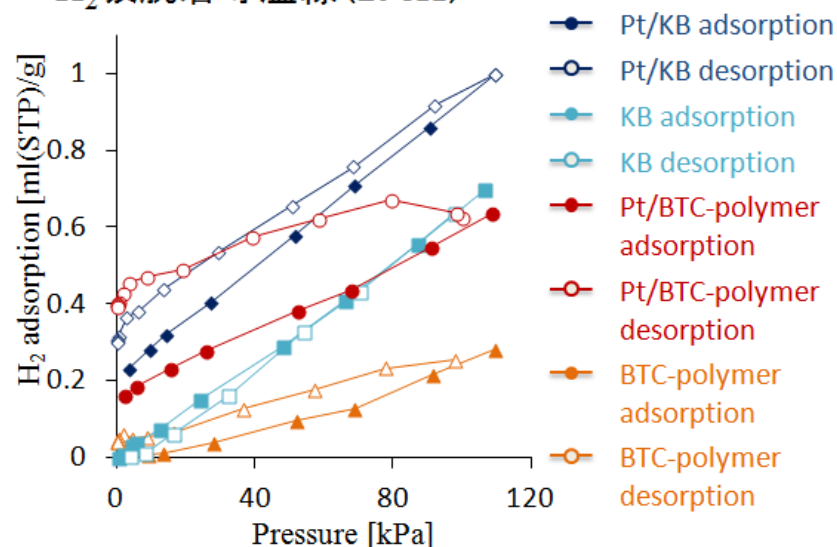 Pt/KB adsorption
Pt/KB desorption
KB adsorption
KB desorption
Pt/BTC-polymer
adsorption
Pt/BTC-polymer
desorption
BTC-polymer
adsorption
BTC-polymer
desorption
H₂ adsorption [ml(STP)/g]
1
0.8
0.6
0.4
0.2
0
0 40 80 120
Pressure [kPa]